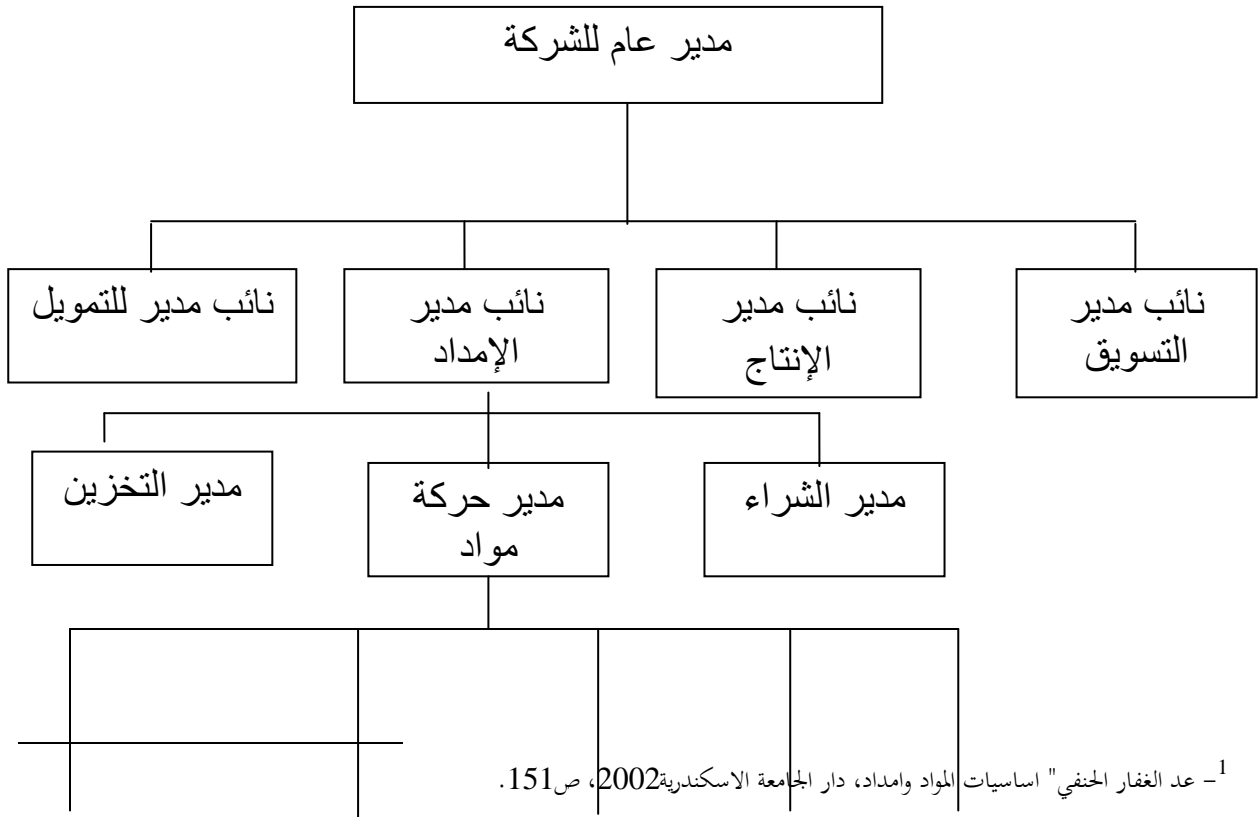 مدير عام للشركة
نائب مدير
التسويق
نائب مدير
الإنتاج
نائب مدير
الإمداد
نائب مدير للتمويل
مدير الشراء
مدير حركة
مواد
مدير التخزين
1- عد الغفار الحنفي" اساسيات المواد وامداد، دار الجامعة الاسكندرية2002، ص151.